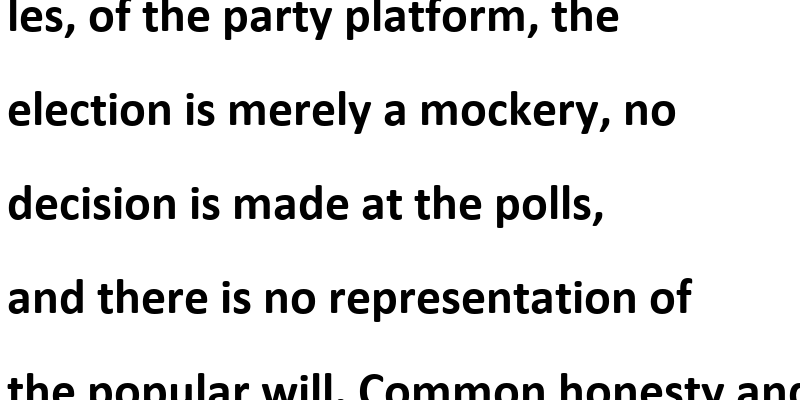 les, of the party platform, the
election is merely a mockery, no
decision is made at the polls,
and there is no representation of
the popular will. Common honesty and